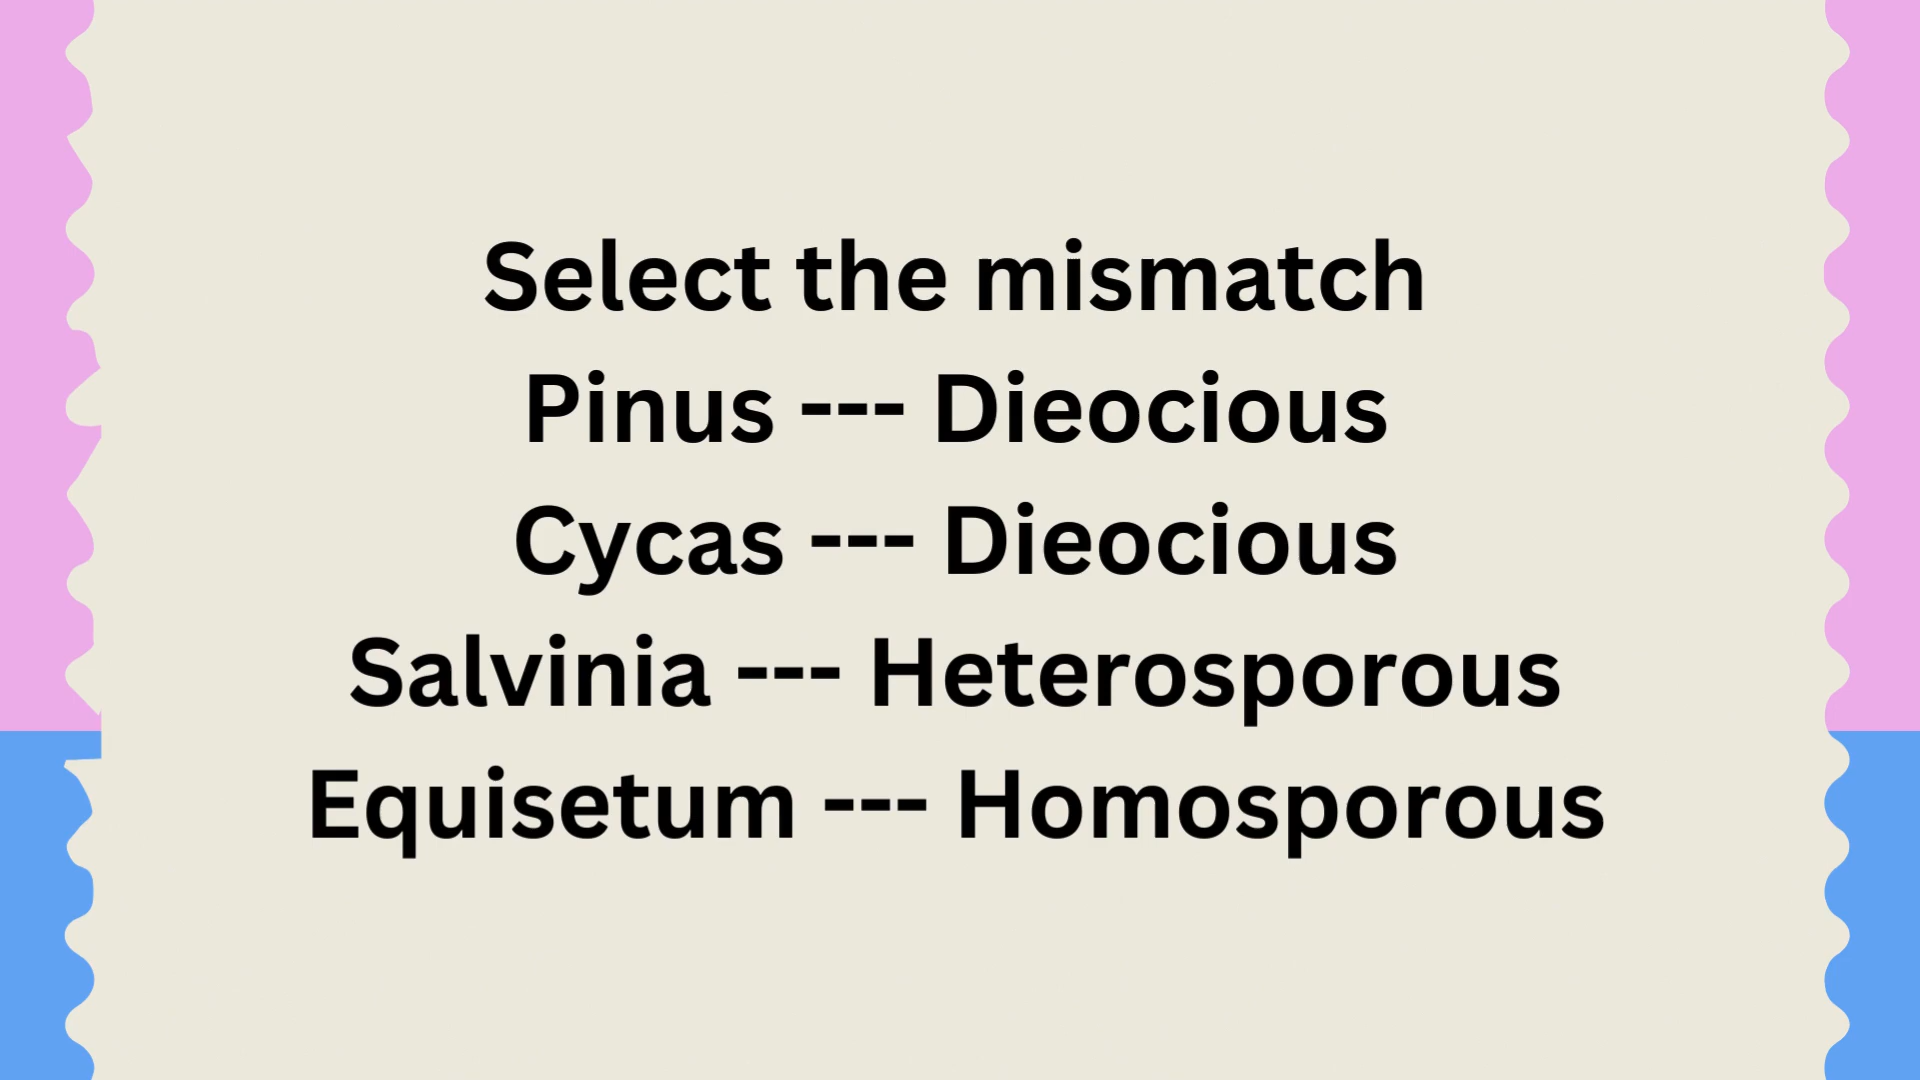 Select the mismatch
Pinus --- Dieocious
Cycas --- Dieocious
Salvinia --- Heterosporous
Equisetum --- Homosporous